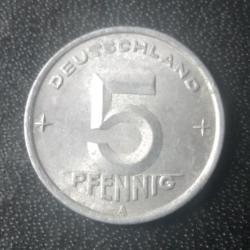 DEUTSCHLAND
5
PFENNIG
A